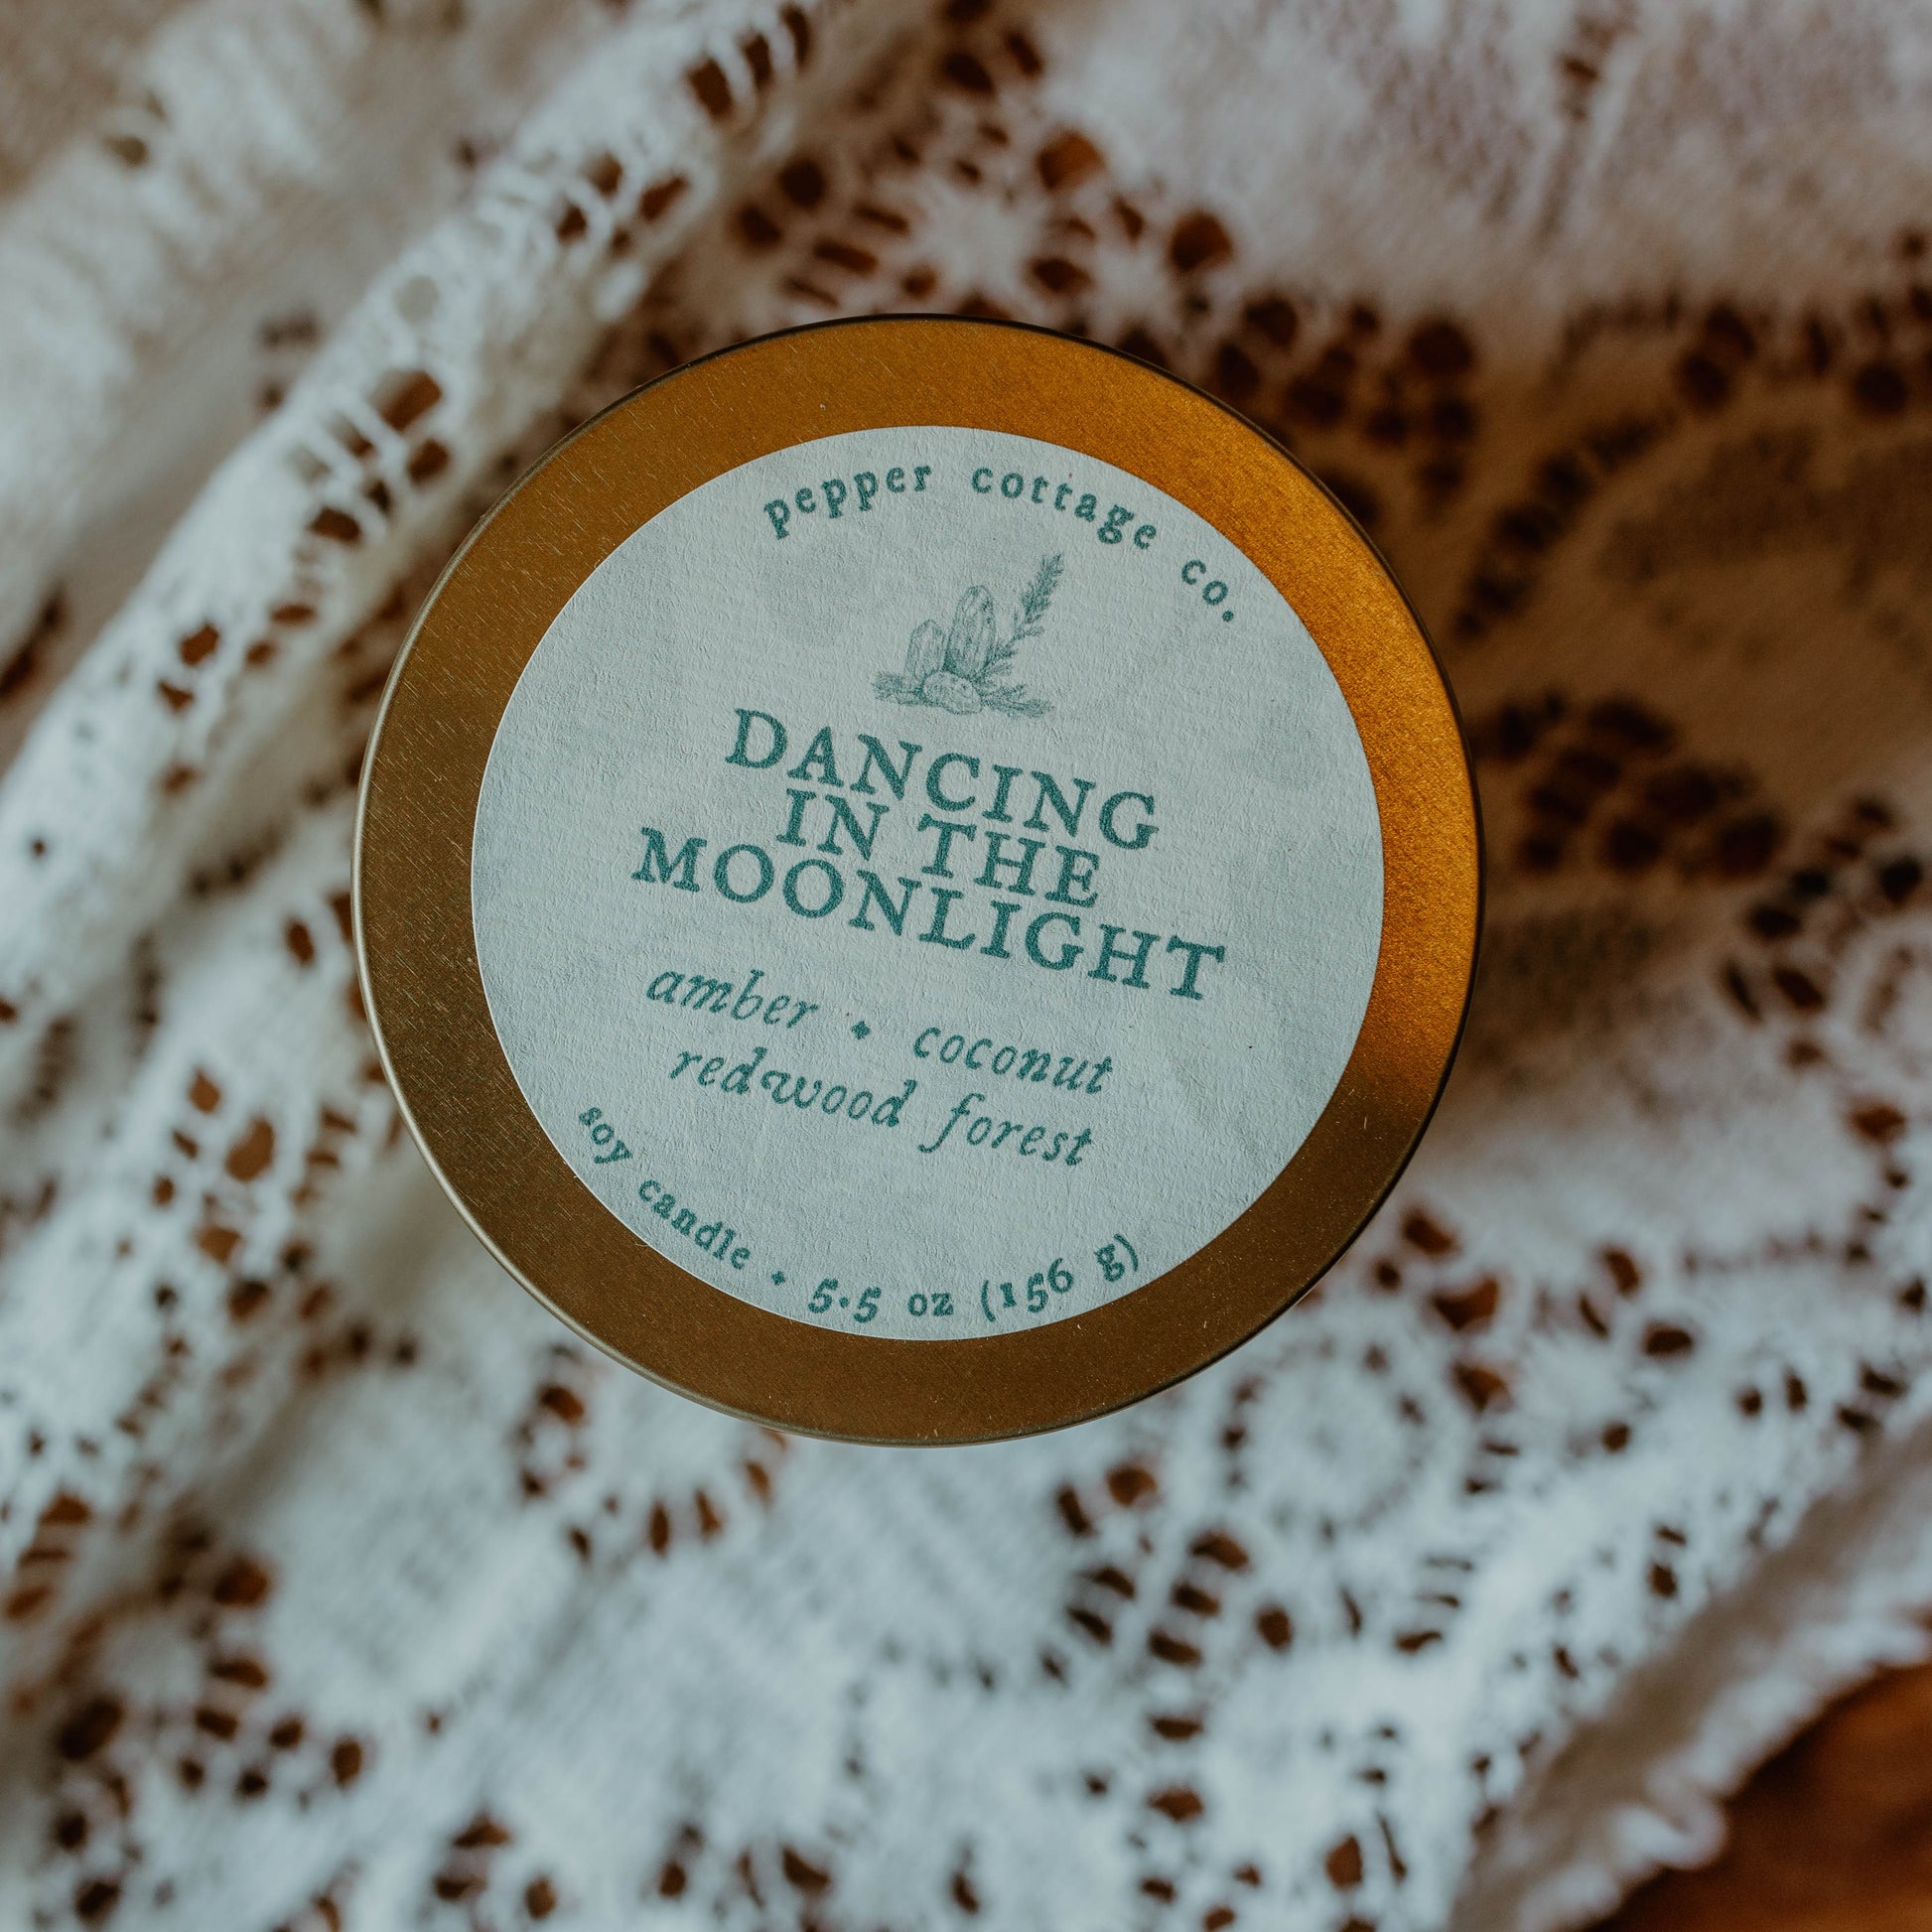 pepper cottage co.
DANCING
IN THE
MOONLIGHT
amber • coconut
redwood forest
soy candle • 5.5 oz (156 g)